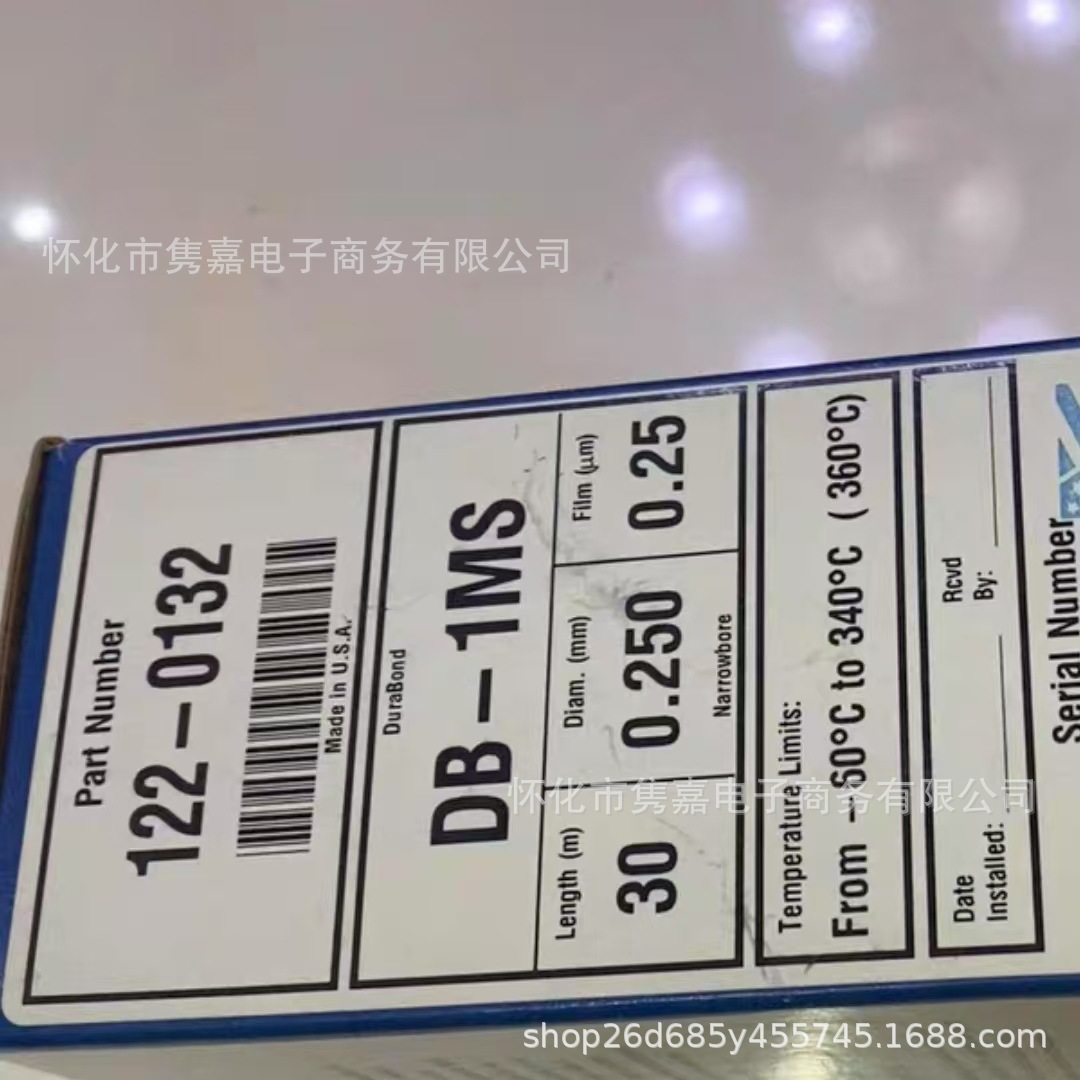 怀化市隽嘉电子商务有限公司
Part Number
122-0132
Made in U.S.A.
DuraBond
DB-1MS
Length (m)
30
Diam. (mm)
0.250
Narrowbore
Film (μm)
0.25
Temperature Limits:
From -60°C to 340°C (360°C)
Date
Installed:
Rcvd
By:
Serial Number
怀化市隽嘉电子商务有限公司
shop26d685y455745.1688.com